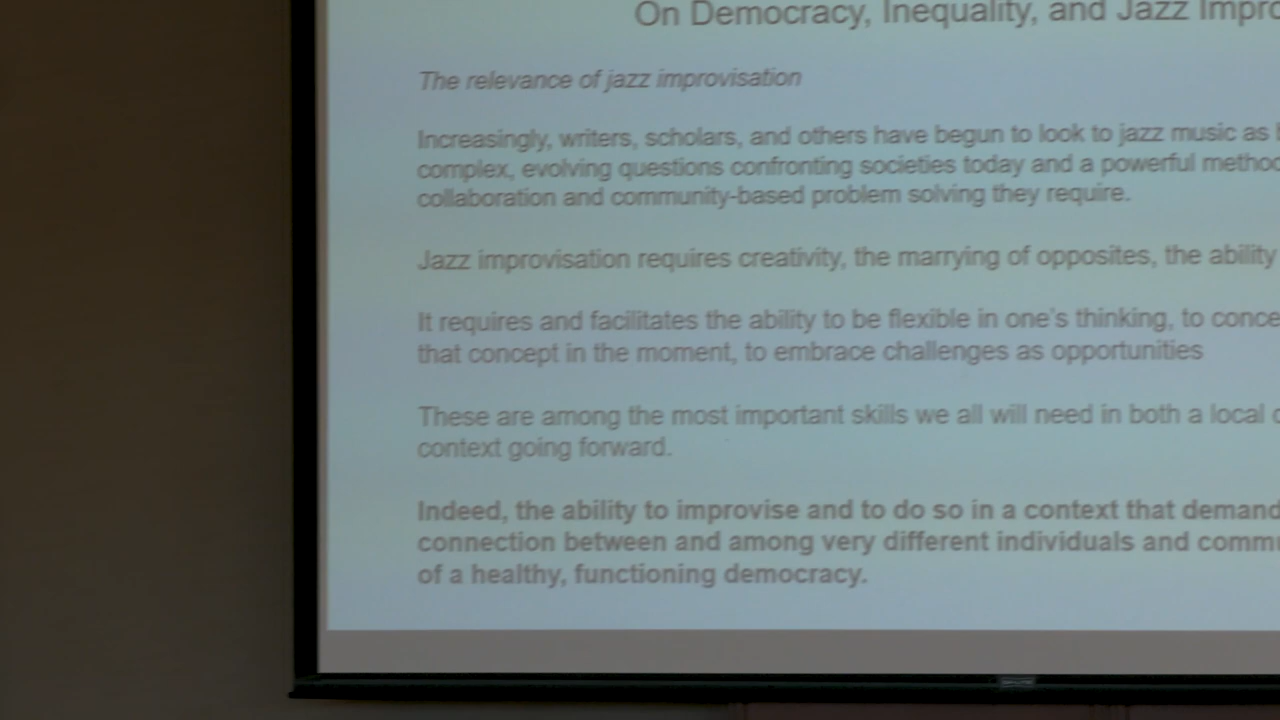 On Democracy, Inequality, and Jazz Impro
The relevance of jazz improvisation
Increasingly, writers, scholars, and others have begun to look to jazz music as
complex, evolving questions confronting societies today and a powerful method
collaboration and community-based problem solving they require.
Jazz improvisation requires creativity, the marrying of opposites, the ability
It requires and facilitates the ability to be flexible in one's thinking, to conce
that concept in the moment, to embrace challenges as opportunities
These are among the most important skills we all will need in both a local
context going forward.
Indeed, the ability to improvise and to do so in a context that demand
connection between and among very different individuals and commu
of a healthy, functioning democracy.